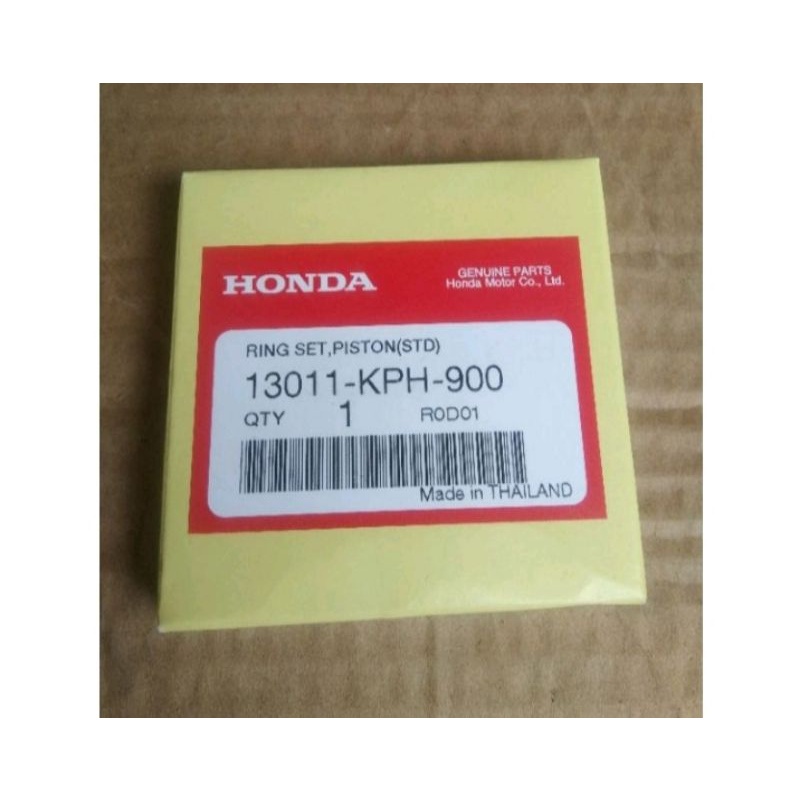 HONDA
GENUINE PARTS
Honda Motor Co., Ltd.
RING SET,PISTON(STD)
13011-KPH-900
QTY 1 R0D01
Made in THAILAND